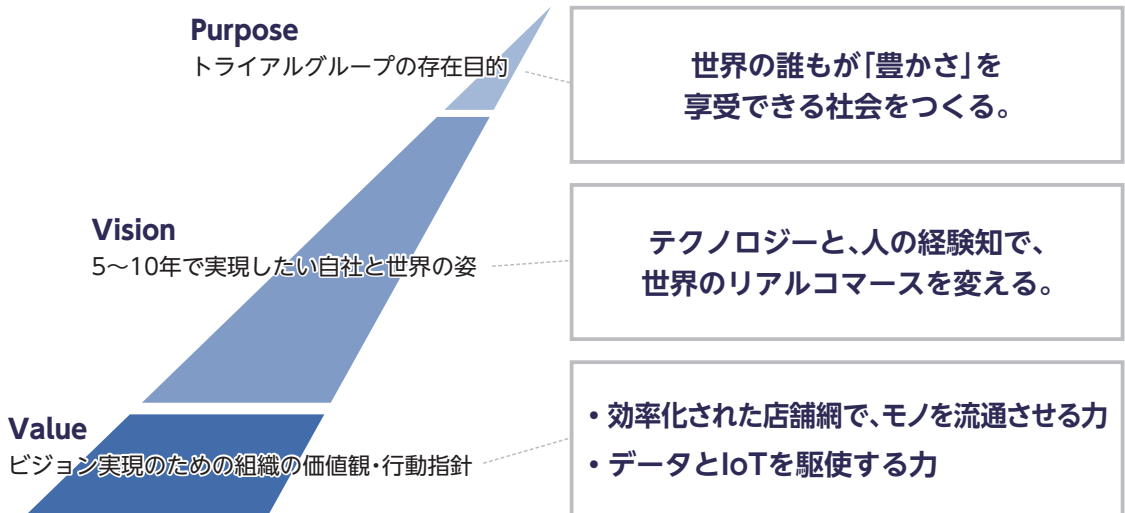 Purpose
トライアルグループの存在目的
世界の誰もが「豊かさ」を
享受できる社会をつくる。
Vision
5〜10年で実現したい自社と世界の姿
テクノロジーと、人の経験知で、
世界のリアルコマースを変える。
Value
ビジョン実現のための組織の価値観・行動指針
・効率化された店舗網で、モノを流通させる力
・データとIoTを駆使する力